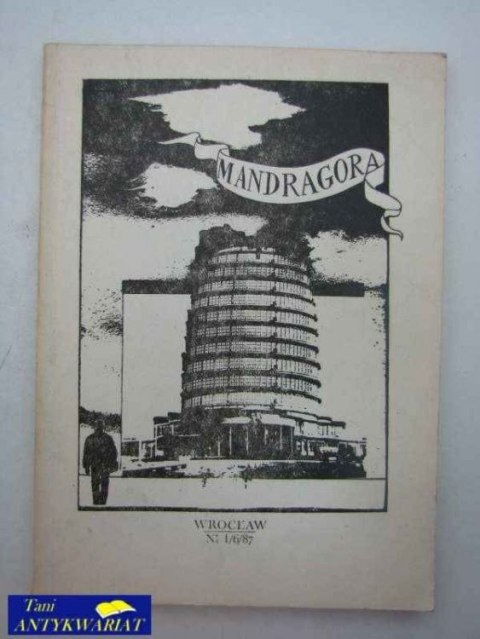 MANDRAGORA
WROCŁAW
Nr 1/6/87
Tani
ANTYKWARIAT